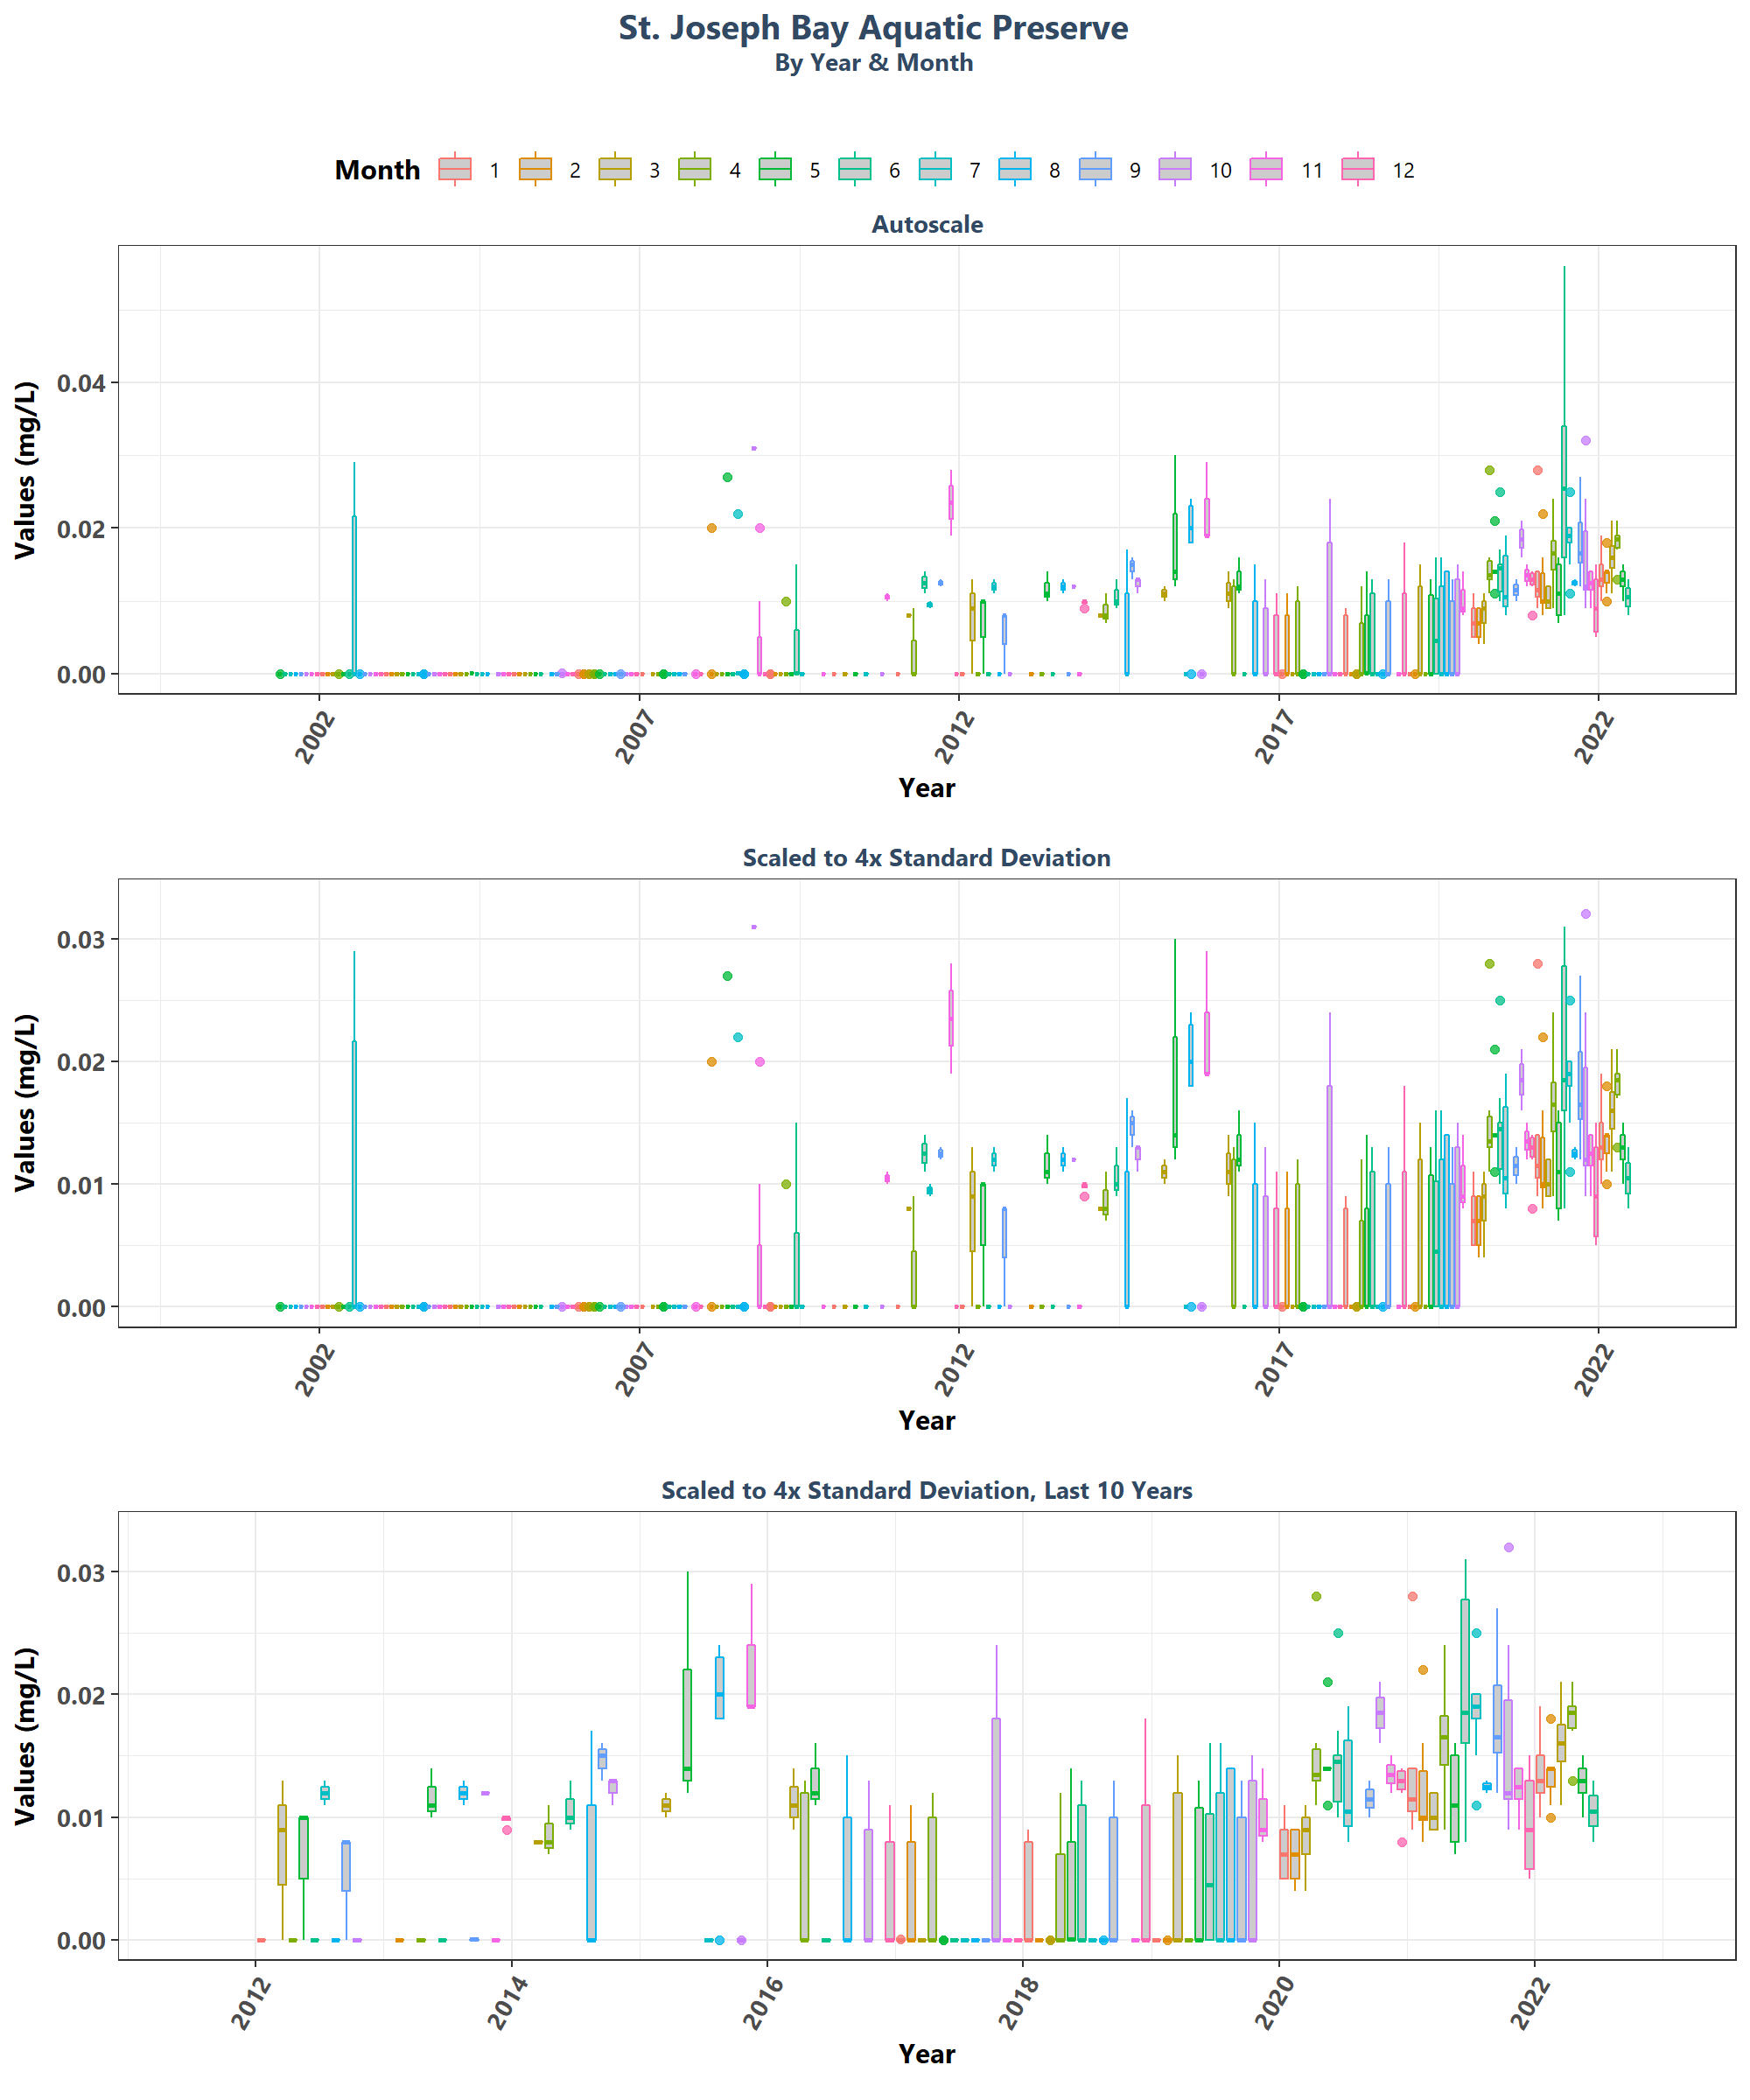 St. Joseph Bay Aquatic Preserve
By Year & Month
Month 1 2 3 4 5 6 7 8 9 10 11 12
Autoscale
Values (mg/L)
0.04
0.02
0.00
2002 2007 2012 2017 2022
Year
Scaled to 4x Standard Deviation
Values (mg/L)
0.03
0.02
0.01
0.00
2002 2007 2012 2017 2022
Year
Scaled to 4x Standard Deviation, Last 10 Years
Values (mg/L)
0.03
0.02
0.01
0.00
2012 2014 2016 2018 2020 2022
Year